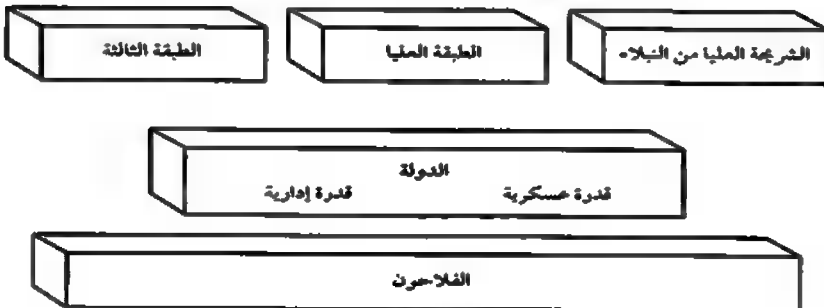 الشريحة العليا من النبلاء
الطبقة العليا
الطبقة الثالثة
الدولة
قدرة عسكرية
قدرة إدارية
الفلاحون